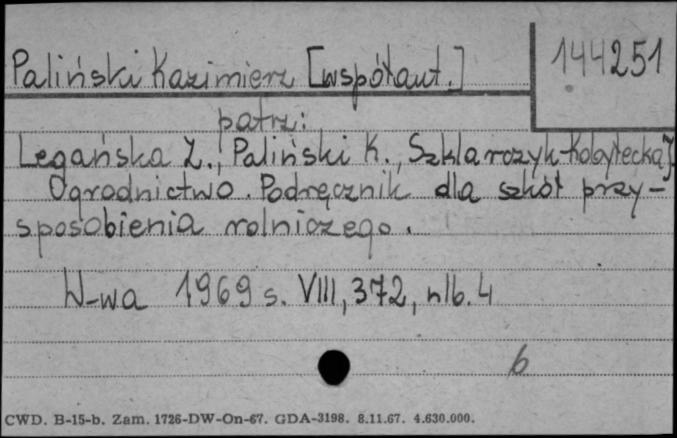 Paliński Kazimierz [współaut.]
144251
patrz:
Legańska Z., Paliński K., Szklarczyk-Kołoytecka J.
Ogrodnictwo. Podręcznik dla szkół przy-
sposobienia rolniczego.
W-wa 1969 s. VIII, 372, nlb. 4
b
CWD. B-15-b. Zam. 1726-DW-On-67. GDA-3198. 8.11.67. 4.630.000.